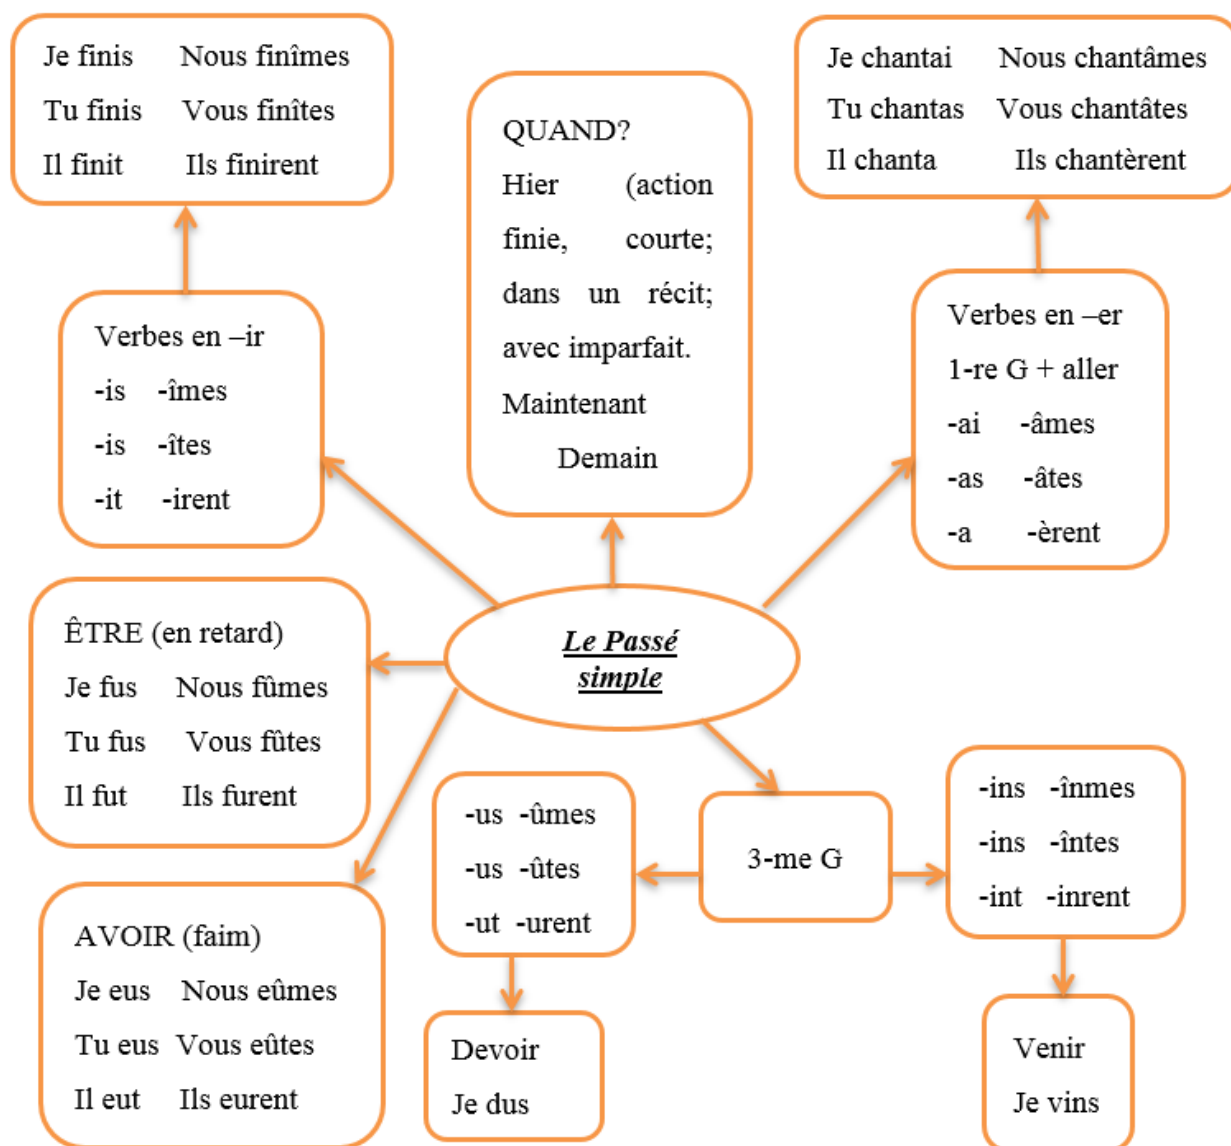 Je finis Nous finîmes
Tu finis Vous finîtes
Il finit Ils finirent
QUAND?
Hier (action
finie, courte;
dans un récit;
avec imparfait.
Maintenant
Demain
Je chantai Nous chantâmes
Tu chantas Vous chantâtes
Il chanta Ils chantèrent
Verbes en –ir
-is -îmes
-is -îtes
-it -irent
Verbes en –er
1-re G + aller
-ai -âmes
-as -âtes
-a -èrent
Le Passé
simple
ÊTRE (en retard)
Je fus Nous fûmes
Tu fus Vous fûtes
Il fut Ils furent
AVOIR (faim)
Je eus Nous eûmes
Tu eus Vous eûtes
Il eut Ils eurent
-us -ûmes
-us -ûtes
-ut -urent
3-me G
-ins -înmes
-ins -întes
-int -inrent
Devoir
Je dus
Venir
Je vins